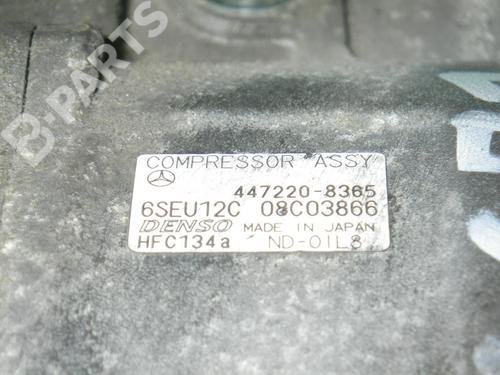 B-PARTS
COMPRESSOR ASSY
447220-8365
6SEU12C 08C03866
DENSO MADE IN JAPAN
HFC134a ND-OIL8